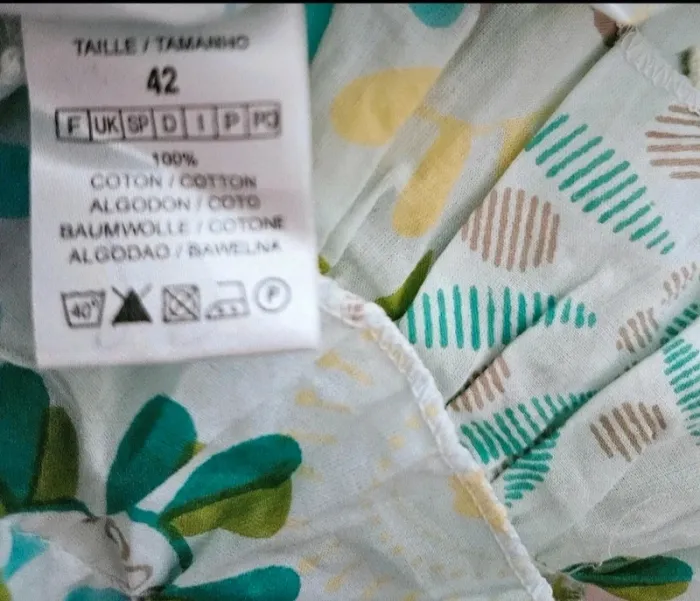 TAILLE / TAMANHO
42
F UK SP D I P PO
100%
COTON / COTTON
ALGODON / COTO
BAUMWOLLE / COTONE
ALGODAO / BAWELNA
40° P